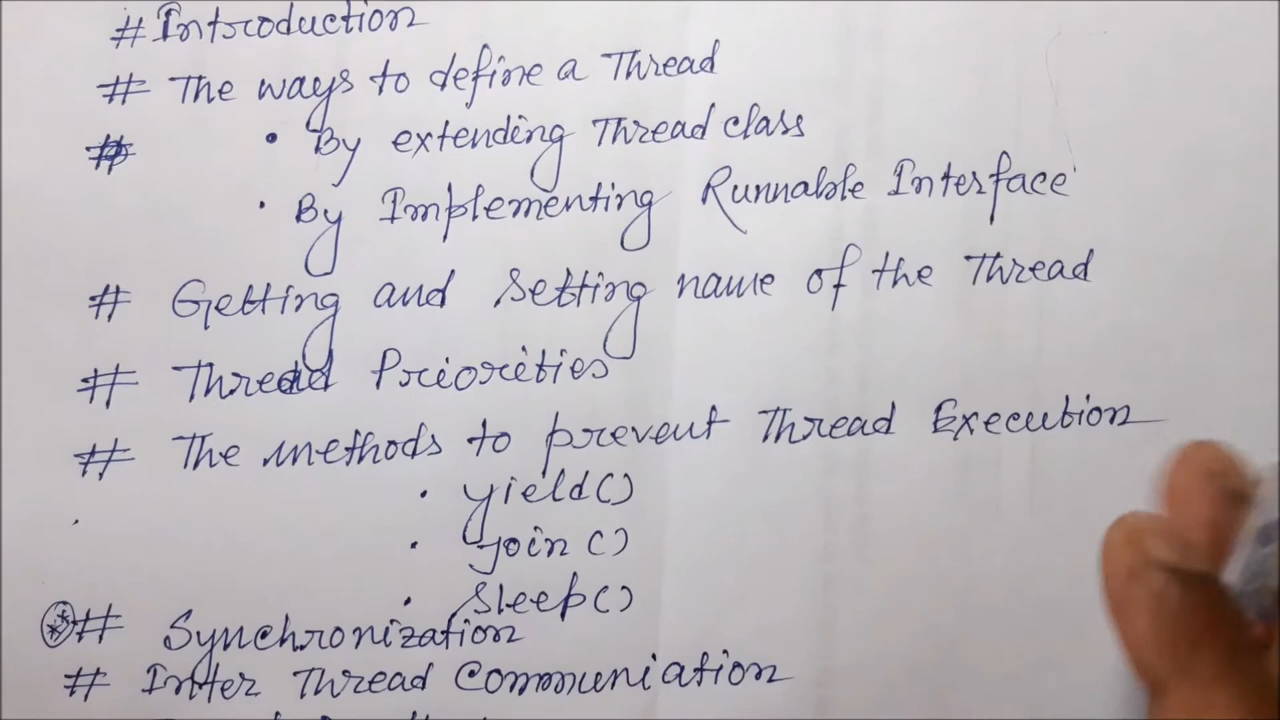 # Introduction
# The ways to define a Thread
# • By extending Thread class
• By Implementing Runnable Interface
# Getting and Setting name of the Thread
# Thread Priorities
# The methods to prevent Thread Execution
• yield()
• join()
• sleep()
# Synchronization
# Inter Thread Communiation